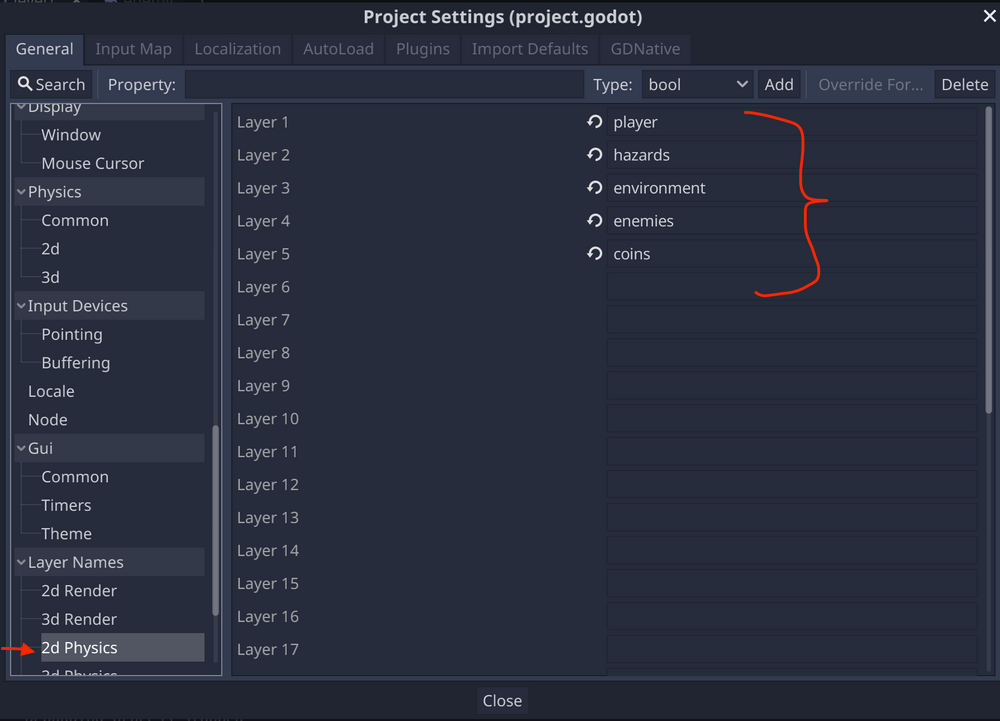 Project Settings (project.godot)
General Input Map Localization AutoLoad Plugins Import Defaults GDNative
Search Property: Type: bool Add Override For... Delete
Display
Window
Mouse Cursor
Physics
Common
2d
3d
Input Devices
Pointing
Buffering
Locale
Node
Gui
Common
Timers
Theme
Layer Names
2d Render
3d Render
2d Physics
3d Physics
Layer 1 player
Layer 2 hazards
Layer 3 environment
Layer 4 enemies
Layer 5 coins
Layer 6
Layer 7
Layer 8
Layer 9
Layer 10
Layer 11
Layer 12
Layer 13
Layer 14
Layer 15
Layer 16
Layer 17
Close